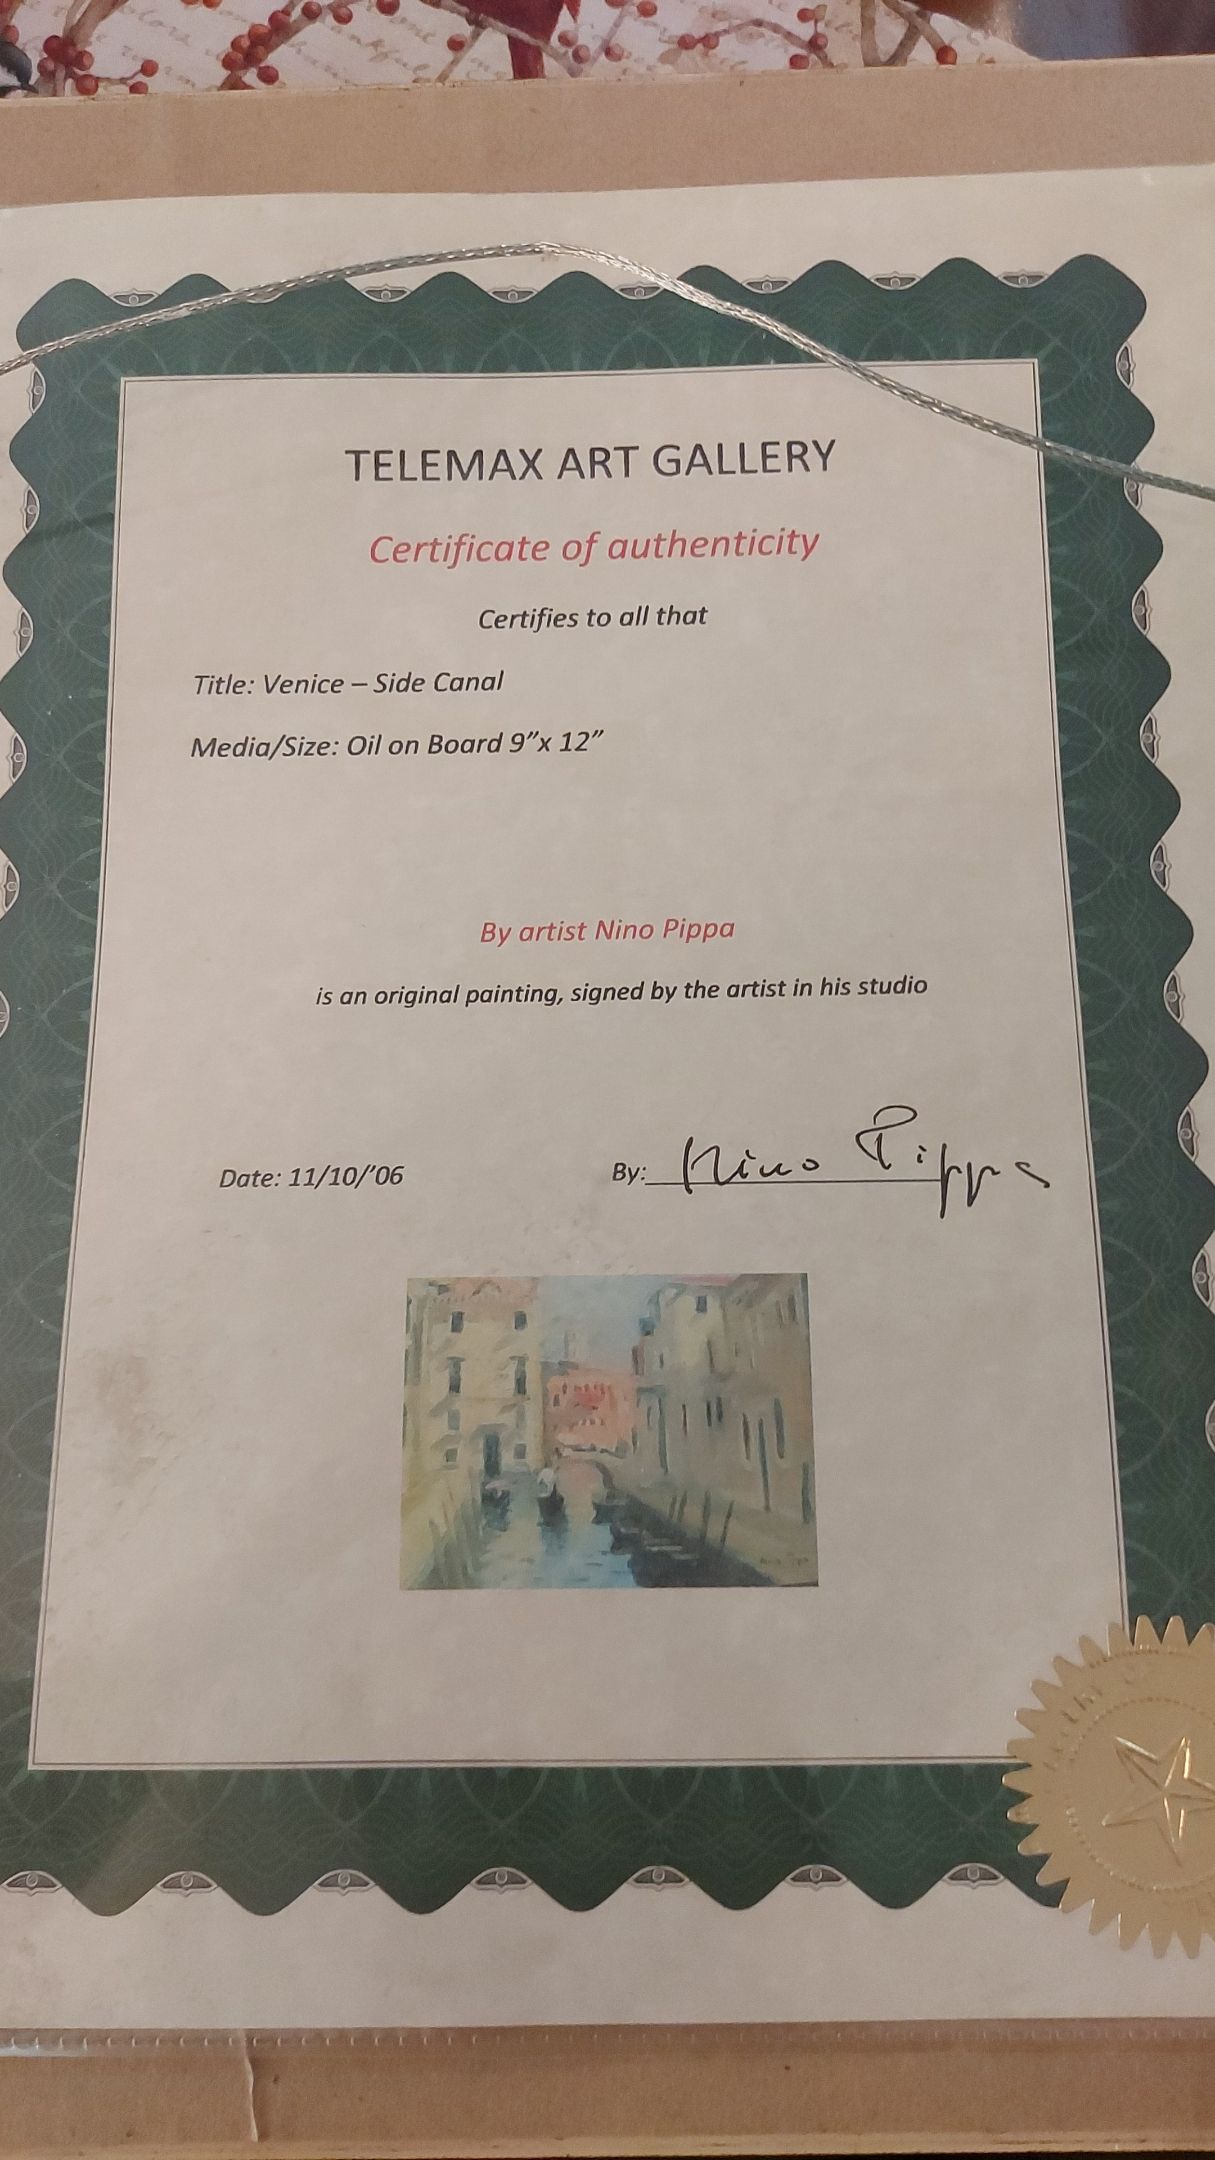 TELEMAX ART GALLERY
Certificate of authenticity
Certifies to all that
Title: Venice – Side Canal
Media/Size: Oil on Board 9”x 12”
By artist Nino Pippa
is an original painting, signed by the artist in his studio
Date: 11/10/’06
By: Nino Pippa